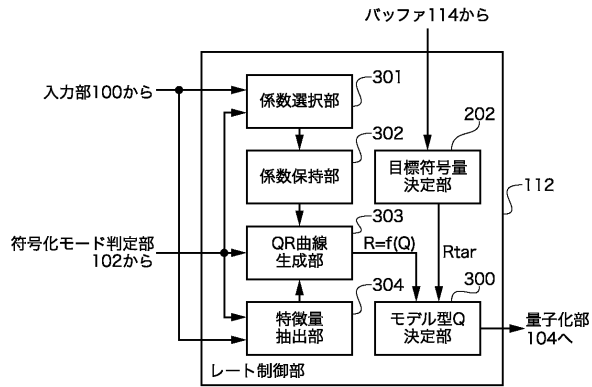 バッファ114から
入力部100から
係数選択部
301
202
係数保持部
302
目標符号量
決定部
112
符号化モード判定部
102から
QR曲線
生成部
303
R=f(Q)
Rtar
300
特徴量
抽出部
304
モデル型Q
決定部
量子化部
104へ
レート制御部